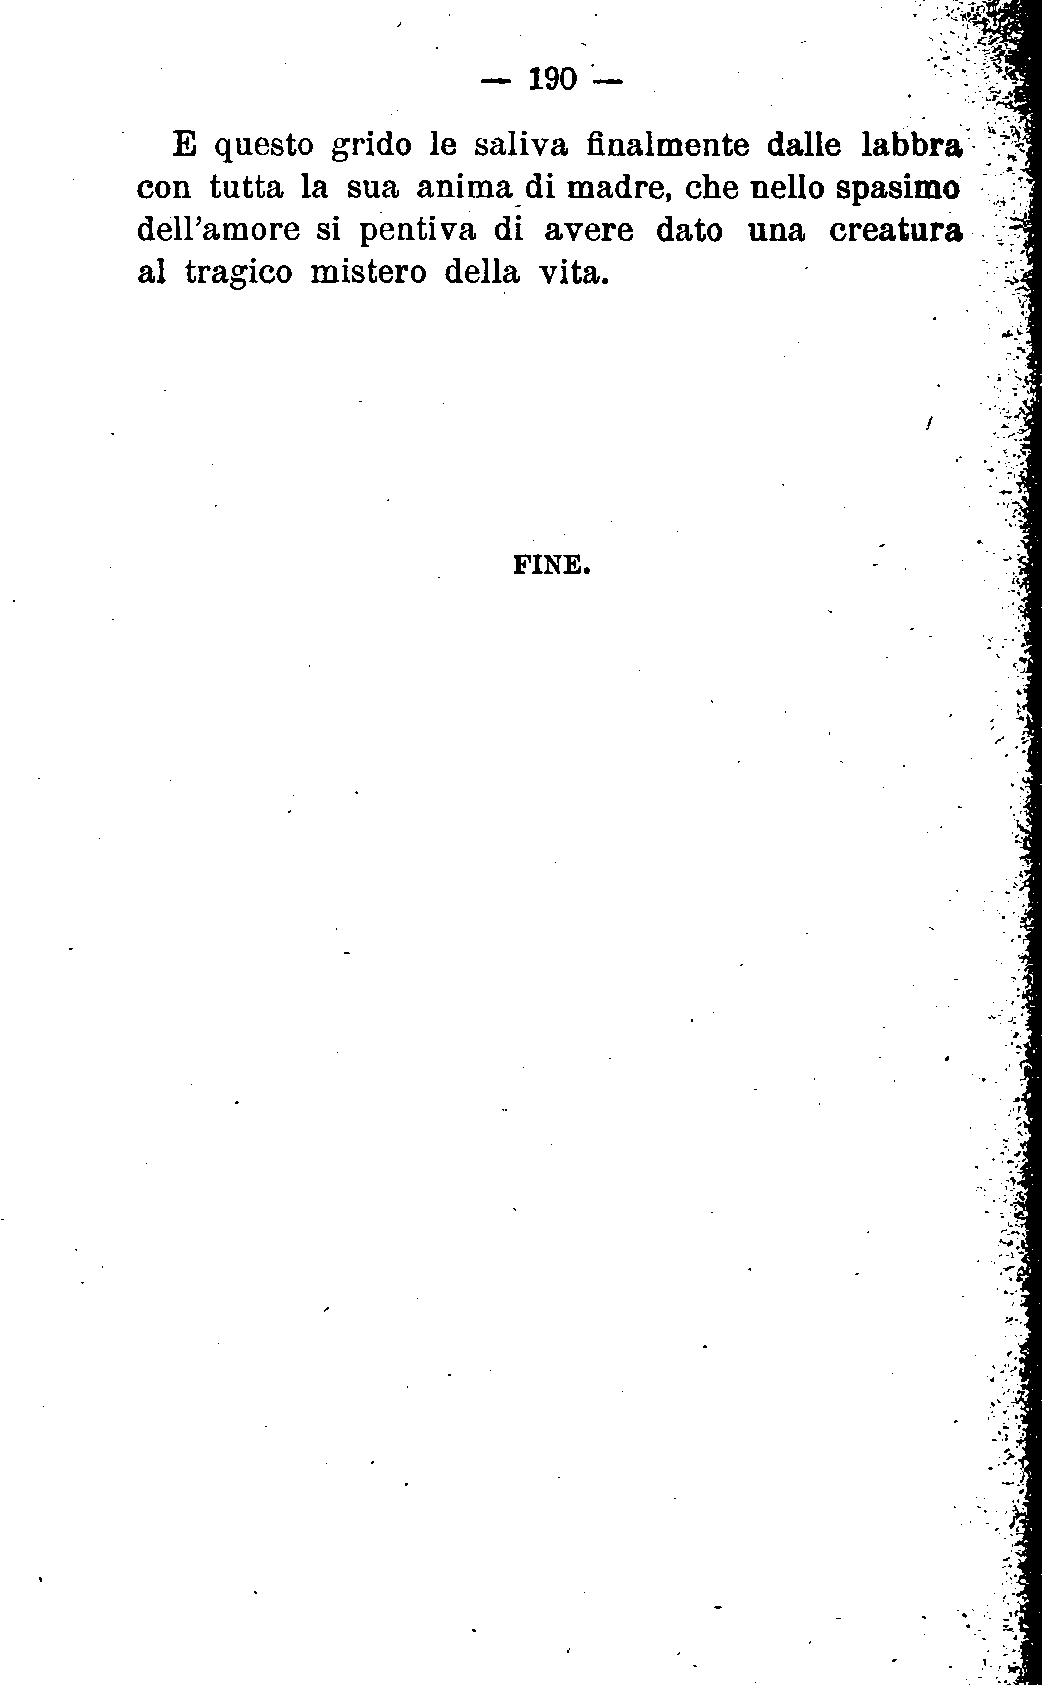 — 190 —
E questo grido le saliva finalmente dalle labbra
con tutta la sua anima di madre, che nello spasimo
dell'amore si pentiva di avere dato una creatura
al tragico mistero della vita.
FINE.